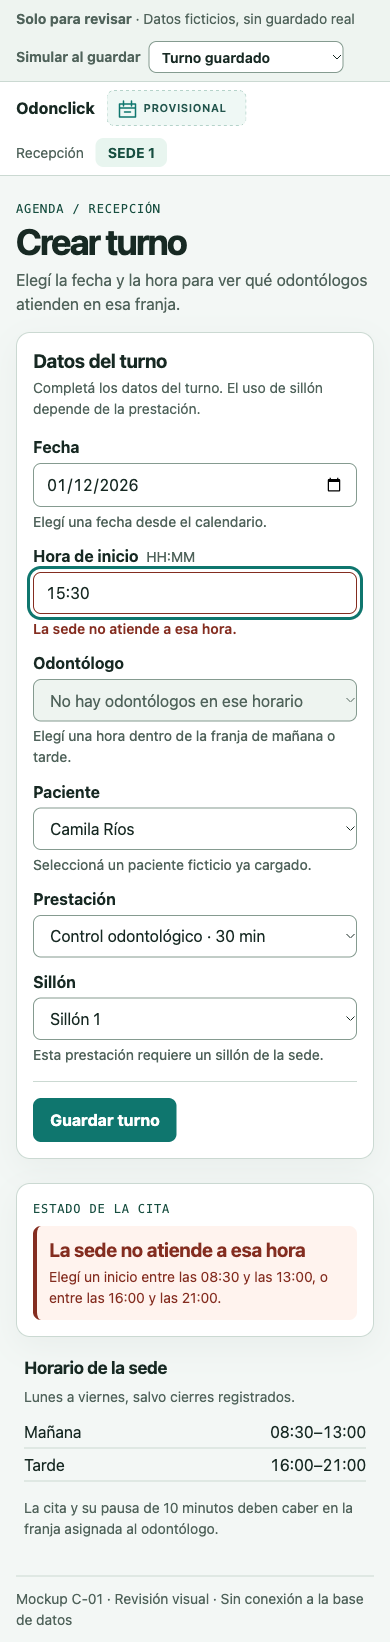 Solo para revisar · Datos ficticios, sin guardado real
Simular al guardar Turno guardado
Odonclick PROVISIONAL
Recepción SEDE 1
AGENDA / RECEPCIÓN
Crear turno
Elegí la fecha y la hora para ver qué odontólogos
atienden en esa franja.
Datos del turno
Completá los datos del turno. El uso de sillón
depende de la prestación.
Fecha
01/12/2026
Elegí una fecha desde el calendario.
Hora de inicio HH:MM
15:30
La sede no atiende a esa hora.
Odontólogo
No hay odontólogos en ese horario
Elegí una hora dentro de la franja de mañana o
tarde.
Paciente
Camila Ríos
Seleccioná un paciente ficticio ya cargado.
Prestación
Control odontológico · 30 min
Sillón
Sillón 1
Esta prestación requiere un sillón de la sede.
Guardar turno
ESTADO DE LA CITA
La sede no atiende a esa hora
Elegí un inicio entre las 08:30 y las 13:00, o
entre las 16:00 y las 21:00.
Horario de la sede
Lunes a viernes, salvo cierres registrados.
Mañana 08:30–13:00
Tarde 16:00–21:00
La cita y su pausa de 10 minutos deben caber en la
franja asignada al odontólogo.
Mockup C-01 · Revisión visual · Sin conexión a la base
de datos